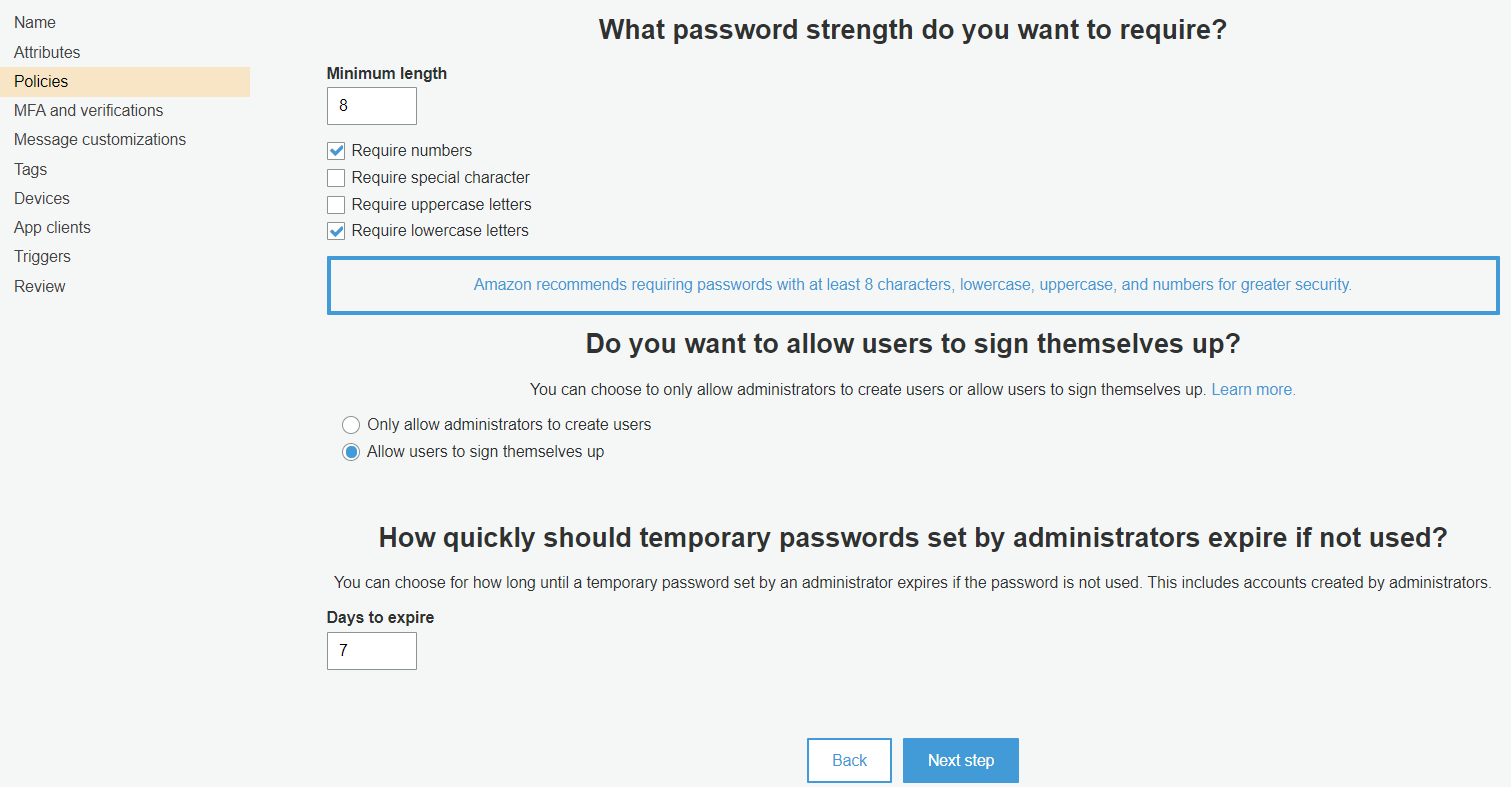 Name
Attributes
Policies
MFA and verifications
Message customizations
Tags
Devices
App clients
Triggers
Review
What password strength do you want to require?
Minimum length
8
Require numbers
Require special character
Require uppercase letters
Require lowercase letters
Amazon recommends requiring passwords with at least 8 characters, lowercase, uppercase, and numbers for greater security.
Do you want to allow users to sign themselves up?
You can choose to only allow administrators to create users or allow users to sign themselves up. Learn more.
Only allow administrators to create users
Allow users to sign themselves up
How quickly should temporary passwords set by administrators expire if not used?
You can choose for how long until a temporary password set by an administrator expires if the password is not used. This includes accounts created by administrators.
Days to expire
7
Back
Next step